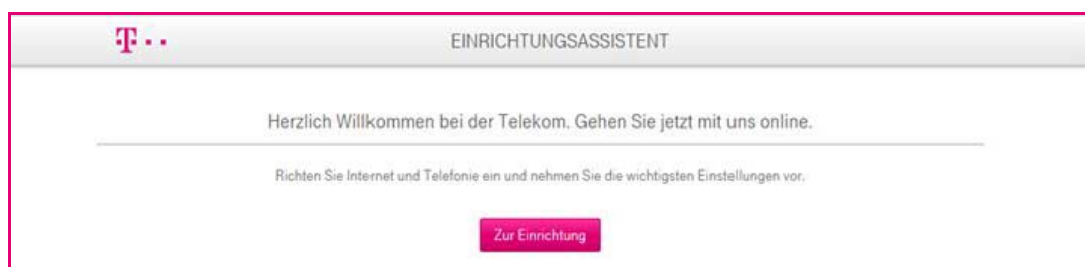 T
EINRICHTUNGSASSISTENT
Herzlich Willkommen bei der Telekom. Gehen Sie jetzt mit uns online.
Richten Sie Internet und Telefonie ein und nehmen Sie die wichtigsten Einstellungen vor.
Zur Einrichtung